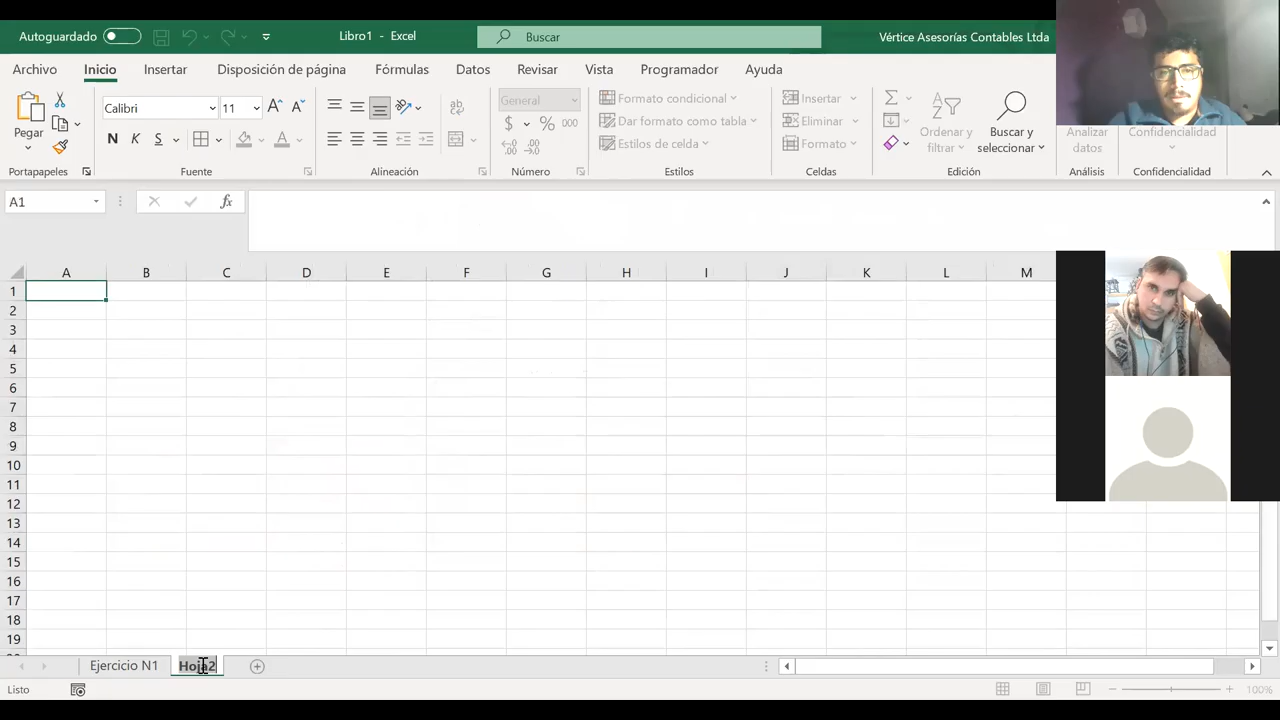 Autoguardado Libro1 - Excel Buscar Vértice Asesorías Contables Ltda
Archivo Inicio Insertar Disposición de página Fórmulas Datos Revisar Vista Programador Ayuda
Pegar
Portapapeles
Calibri 11
N K S
Fuente
Alineación
General
$ % 000
Número
Formato condicional
Dar formato como tabla
Estilos de celda
Estilos
Insertar
Eliminar
Formato
Celdas
Ordenar y filtrar
Buscar y seleccionar
Edición
Analizar datos
Análisis
Confidencialidad
Confidencialidad
A1 fx
A B C D E F G H I J K L M
1
2
3
4
5
6
7
8
9
10
11
12
13
14
15
16
17
18
19
Ejercicio N1 Hoja2
Listo 100%